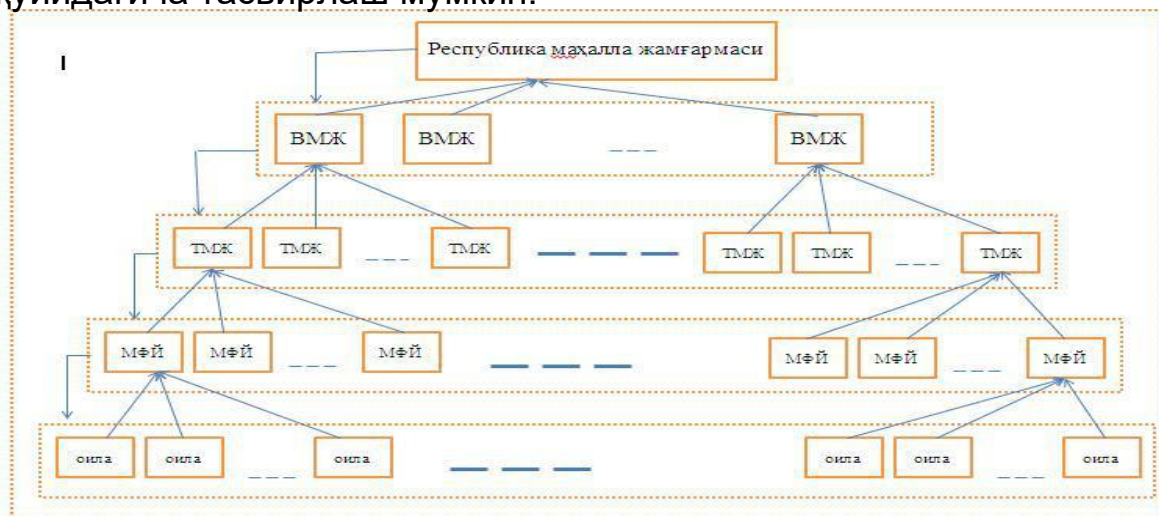 қуйидагича тасвирлаш мумкин:
Республика маҳалла жамғармаси
ВМЖ ВМЖ ВМЖ
ТМЖ ТМЖ ТМЖ ТМЖ ТМЖ ТМЖ
МФЙ МФЙ МФЙ МФЙ МФЙ МФЙ
оила оила оила оила оила оила